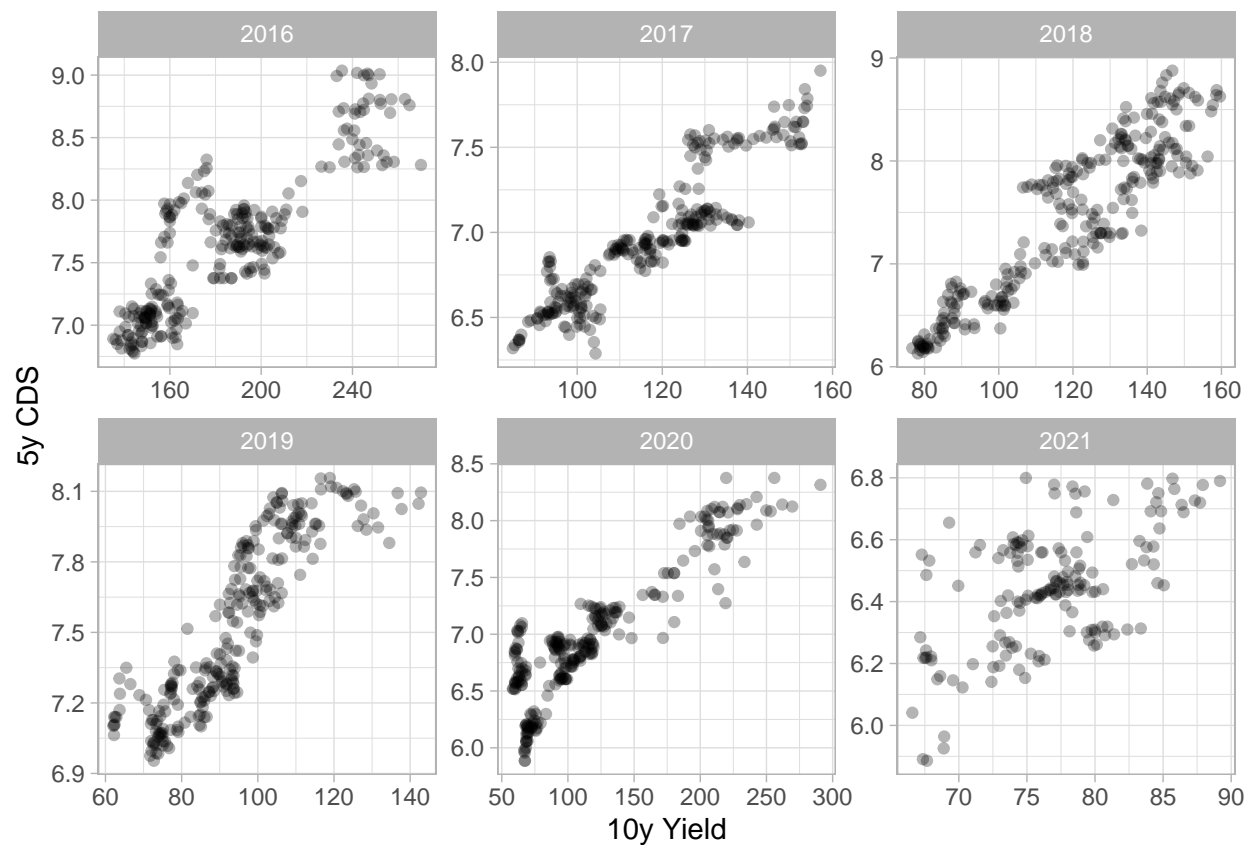 2016 2017 2018
9.0 8.5 8.0 7.5 7.0
160 200 240
8.0 7.5 7.0 6.5
100 120 140 160
9 8 7 6
80 100 120 140 160
5y CDS
2019 2020 2021
8.1 7.8 7.5 7.2 6.9
60 80 100 120 140
8.5 8.0 7.5 7.0 6.5 6.0
50 100 150 200 250 300
6.8 6.6 6.4 6.2 6.0
70 75 80 85 90
10y Yield